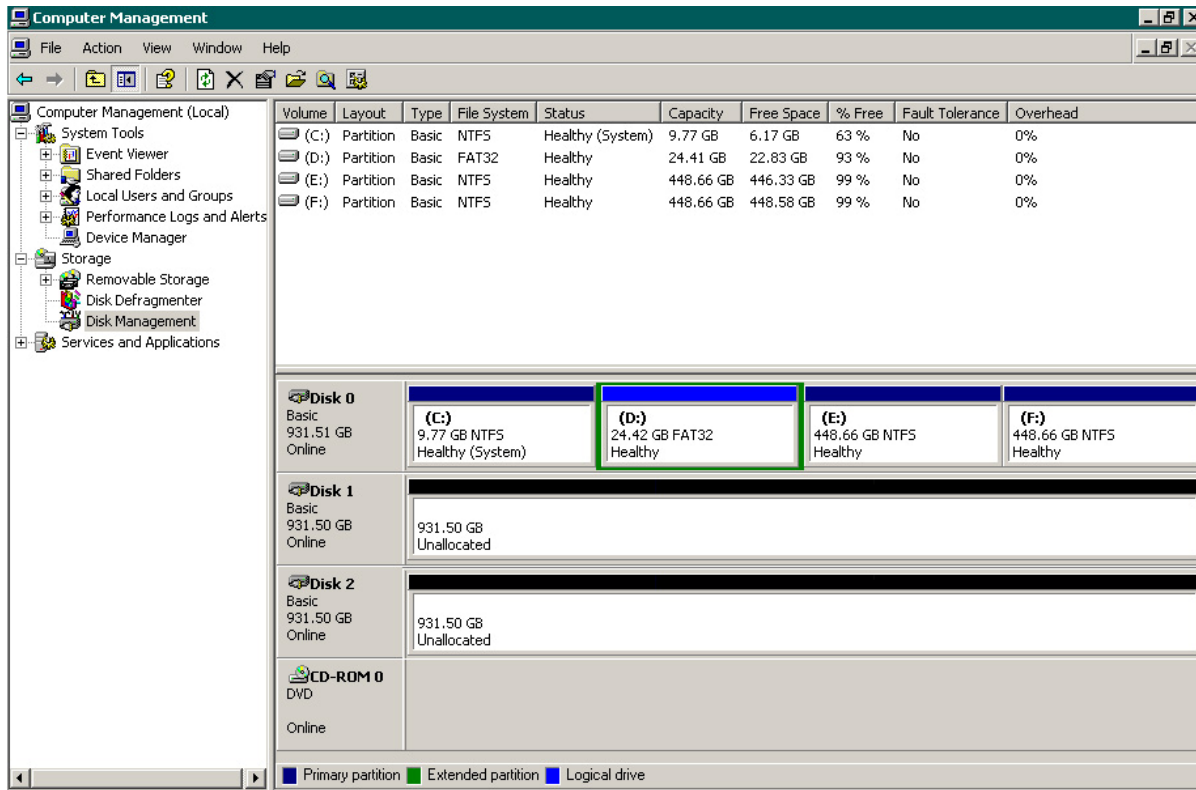 Computer Management
File Action View Window Help
Computer Management (Local)
System Tools
Event Viewer
Shared Folders
Local Users and Groups
Performance Logs and Alerts
Device Manager
Storage
Removable Storage
Disk Defragmenter
Disk Management
Services and Applications
Volume Layout Type File System Status Capacity Free Space % Free Fault Tolerance Overhead
(C:) Partition Basic NTFS Healthy (System) 9.77 GB 6.17 GB 63 % No 0%
(D:) Partition Basic FAT32 Healthy 24.41 GB 22.83 GB 93 % No 0%
(E:) Partition Basic NTFS Healthy 448.66 GB 446.33 GB 99 % No 0%
(F:) Partition Basic NTFS Healthy 448.66 GB 448.58 GB 99 % No 0%
Disk 0
Basic
931.51 GB
Online
(C:)
9.77 GB NTFS
Healthy (System)
(D:)
24.42 GB FAT32
Healthy
(E:)
448.66 GB NTFS
Healthy
(F:)
448.66 GB NTFS
Healthy
Disk 1
Basic
931.50 GB
Online
931.50 GB
Unallocated
Disk 2
Basic
931.50 GB
Online
931.50 GB
Unallocated
CD-ROM 0
DVD
Online
Primary partition Extended partition Logical drive